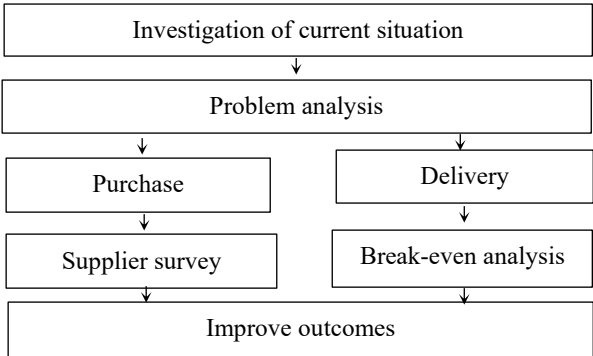 Investigation of current situation
Problem analysis
Purchase
Delivery
Supplier survey
Break-even analysis
Improve outcomes